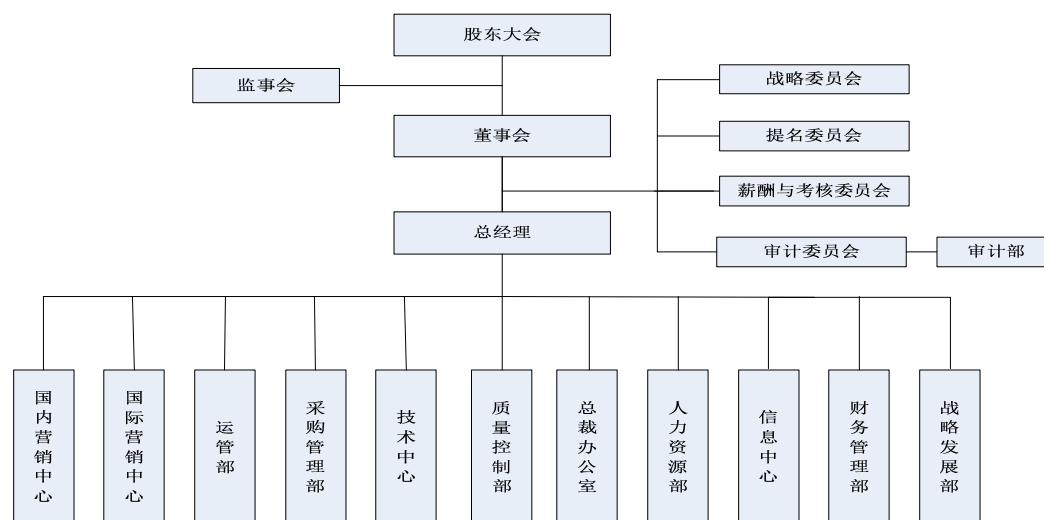 股东大会
监事会
战略委员会
董事会
提名委员会
薪酬与考核委员会
总经理
审计委员会
审计部
国内营销中心
国际营销中心
运管部
采购管理部
技术中心
质量控制部
总裁办公室
人力资源部
信息中心
财务管理部
战略发展部